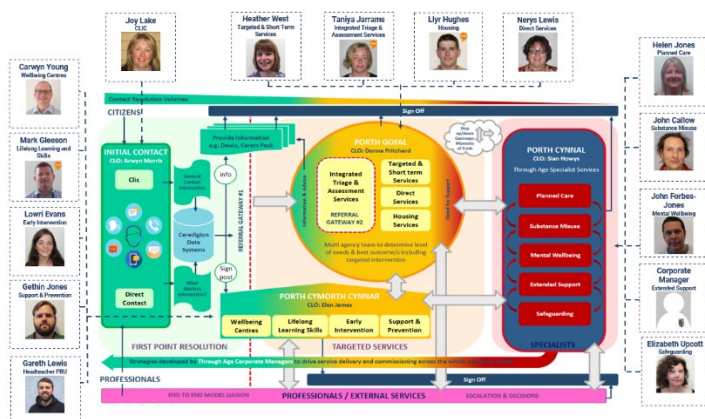 Joy Lake
CLIC
Heather West
Targeted & Short Term
Services
Taniya Jarrams
Integrated Triage &
Assessment Services
Llyr Hughes
Housing
Nerys Lewis
Direct Services
Carwyn Young
Wellbeing Centres
Mark Gleeson
Lifelong Learning and
Skills
Lowri Evans
Early Intervention
Gethin Jones
Support & Prevention
Gareth Lewis
Headteacher PRU
Helen Jones
Planned Care
John Callow
Substance Misuse
John Forbes-
Jones
Mental Wellbeing
Corporate
Manager
Extended Support
Elizabeth Upcott
Safeguarding
Contact Resolution Volumes
CITIZENS
Sign Off
INITIAL CONTACT
CLO: Arwyn Morris
Clic
Direct
Contact
General
Contact
Information
Ceredigion
Data
Systems
What
Matters
Information
Provide Information
e.g. Dewis, Carers Pack
Info
Sign
post
REFERRAL GATEWAY #1
Information & Advice
PORTH GOFAL
CLO: Donna Pritchard
Integrated
Triage &
Assessment
Services
REFERRAL
GATEWAY #2
Targeted &
Short term
Services
Direct
Services
Housing
Services
Need for Support
Multi agency team to determine level
of needs & best outcome/s including
targeted intervention
PORTH CYNNAL
CLO: Sian Howys
Through Age Specialist Services
Planned Care
Substance Misuse
Mental Wellbeing
Extended Support
Safeguarding
PORTH CYMORTH CYNNAR
CLO: Elen James
Wellbeing
Centres
Lifelong
Learning Skills
Early
Intervention
Support &
Prevention
FIRST POINT RESOLUTION
TARGETED SERVICES
SPECIALISTS
Strategies developed by Through Age Corporate Managers to drive service delivery and commissioning across the whole
PROFESSIONALS
Sign Off
END TO END MODEL LIAISON
PROFESSIONALS / EXTERNAL SERVICES
ESCALATION & DECISIONS